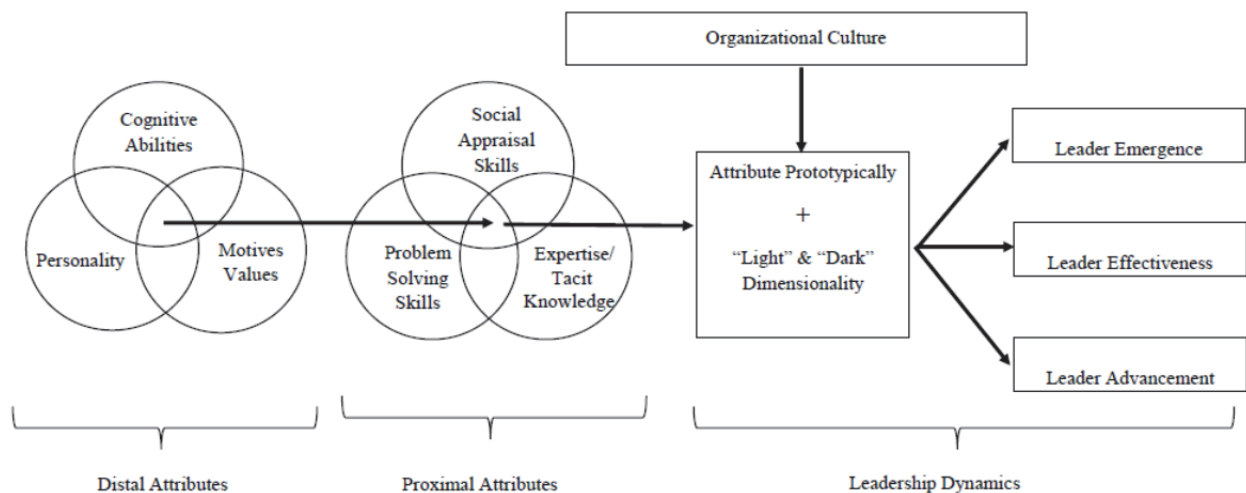 Organizational Culture
Cognitive
Abilities
Personality
Motives
Values
Social
Appraisal
Skills
Problem
Solving
Skills
Expertise/
Tacit
Knowledge
Attribute Prototypically
+
“Light” & “Dark”
Dimensionality
Leader Emergence
Leader Effectiveness
Leader Advancement
Distal Attributes
Proximal Attributes
Leadership Dynamics